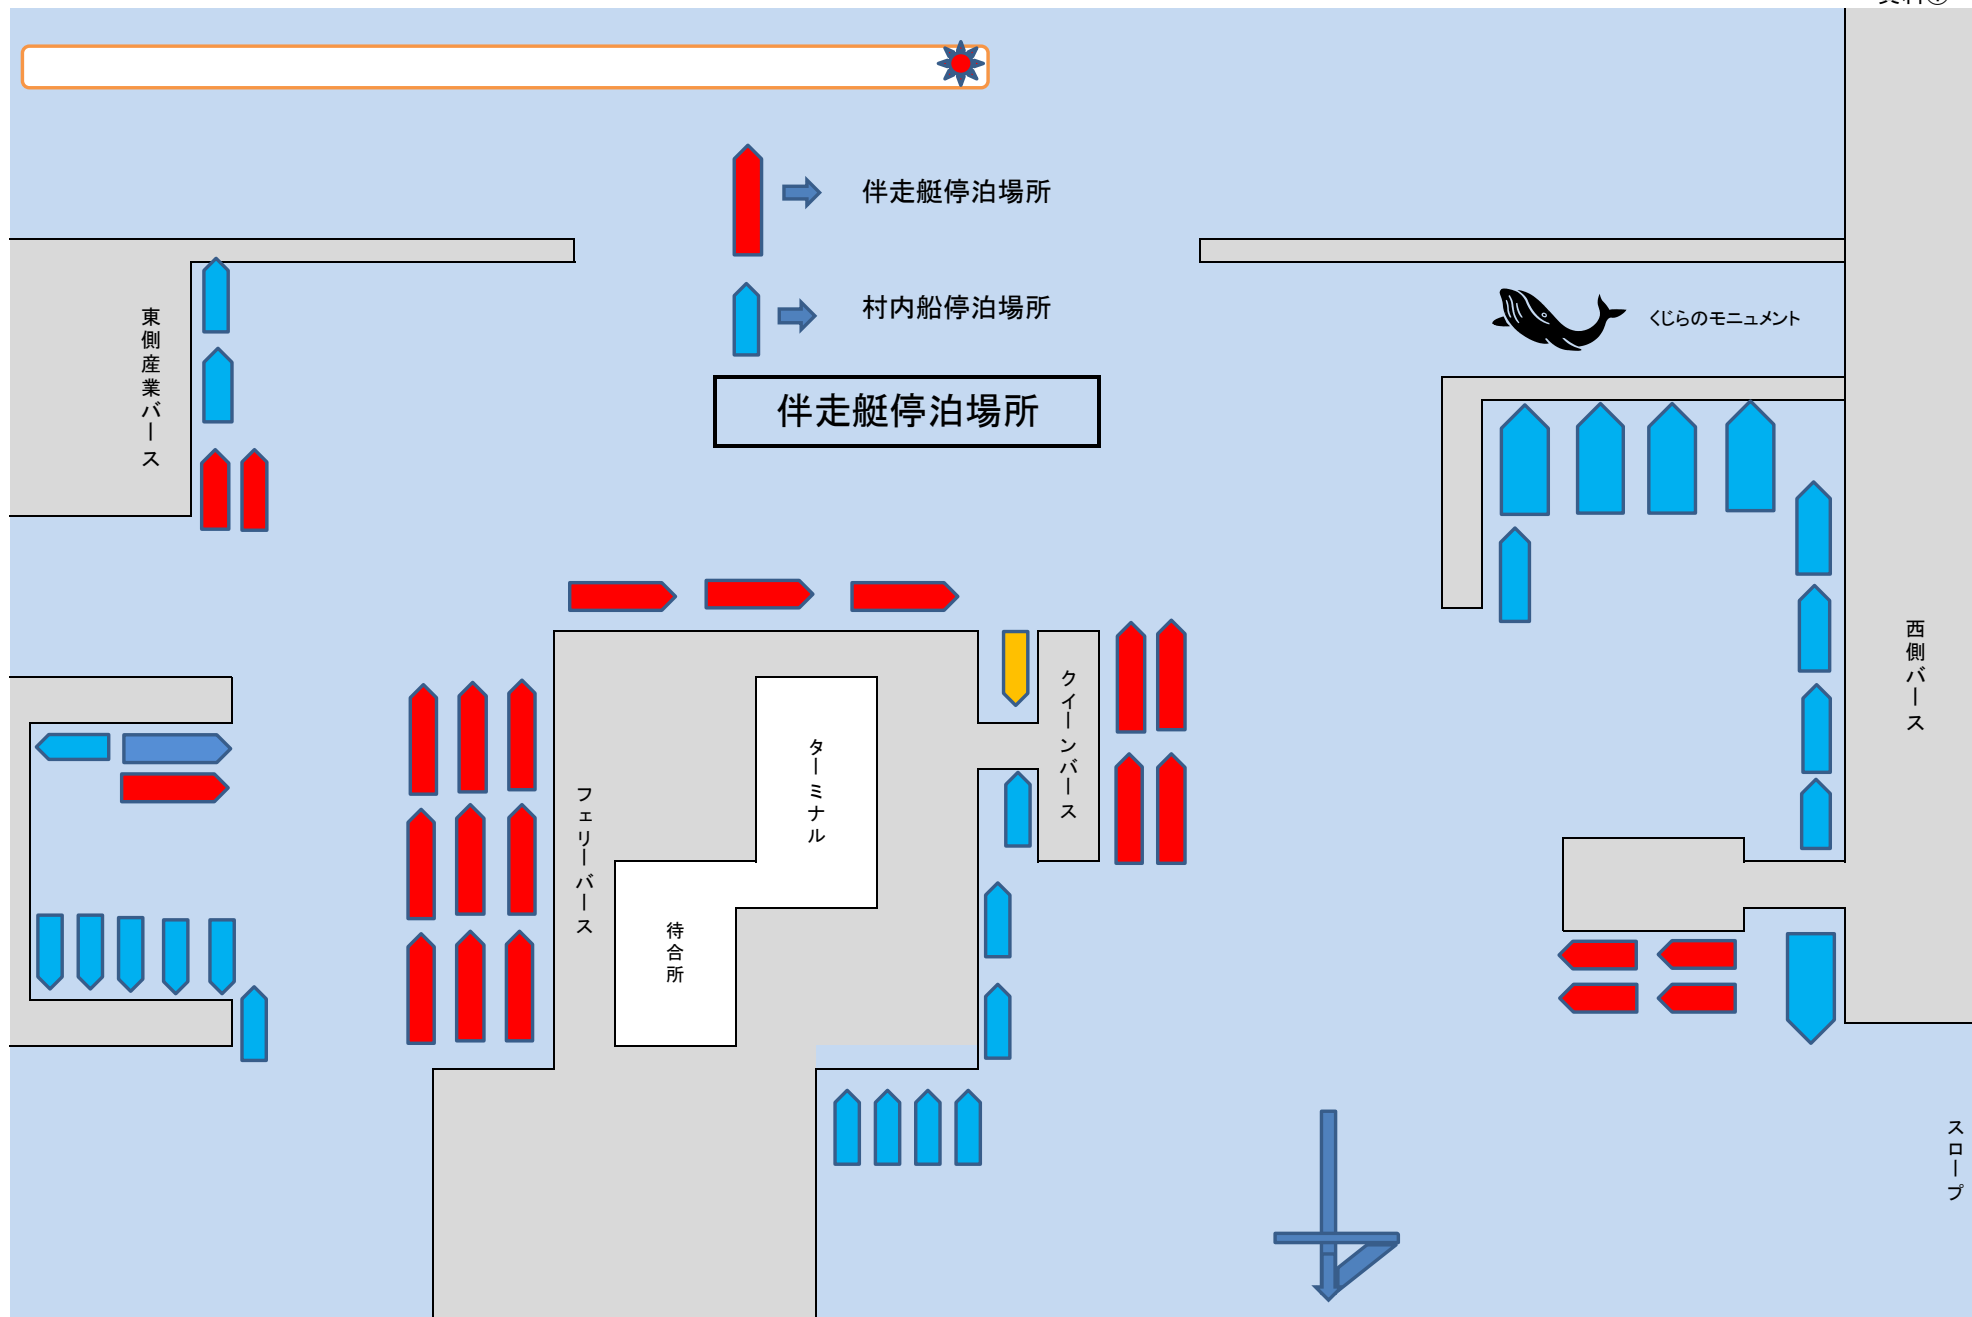 伴走艇停泊場所
村内船停泊場所
くじらのモニュメント
東側産業バース
伴走艇停泊場所
西側バース
クイーンバース
ターミナル
フェリーバース
待合所
スロープ